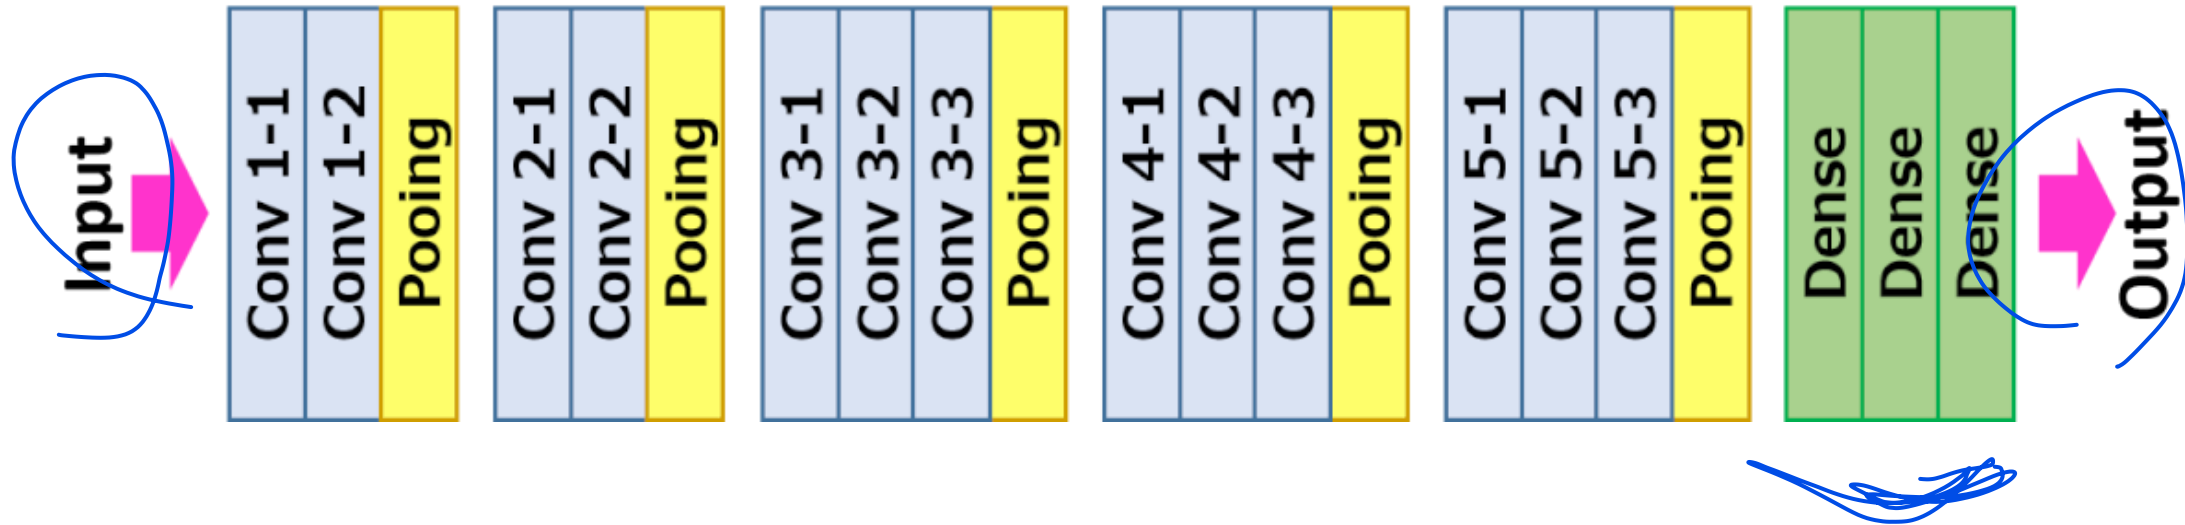 Input
Conv 1-1
Conv 1-2
Pooing
Conv 2-1
Conv 2-2
Pooing
Conv 3-1
Conv 3-2
Conv 3-3
Pooing
Conv 4-1
Conv 4-2
Conv 4-3
Pooing
Conv 5-1
Conv 5-2
Conv 5-3
Pooing
Dense
Dense
Dense
Output